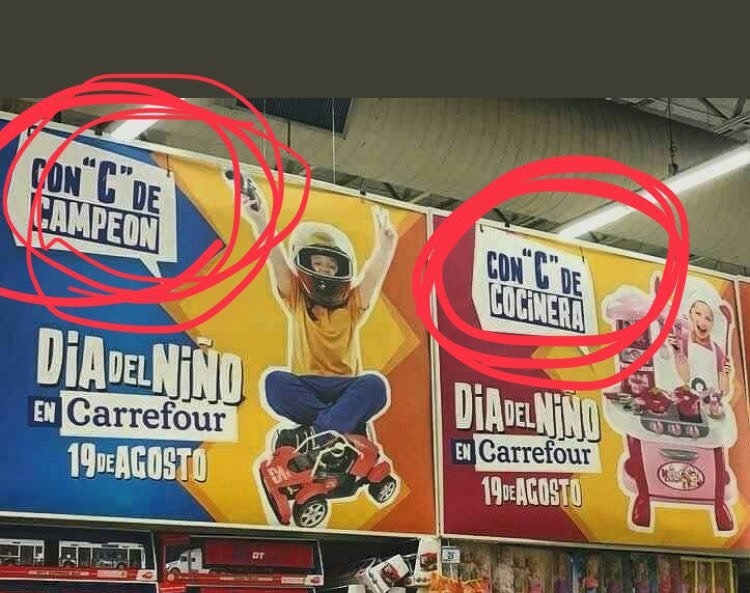 CON "C" DE
CAMPEON
DiA DEL NiÑO
EN Carrefour
19 DE AGOSTO
CON "C" DE
COCINERA
DiA DEL NiÑO
EN Carrefour
19 DE AGOSTO